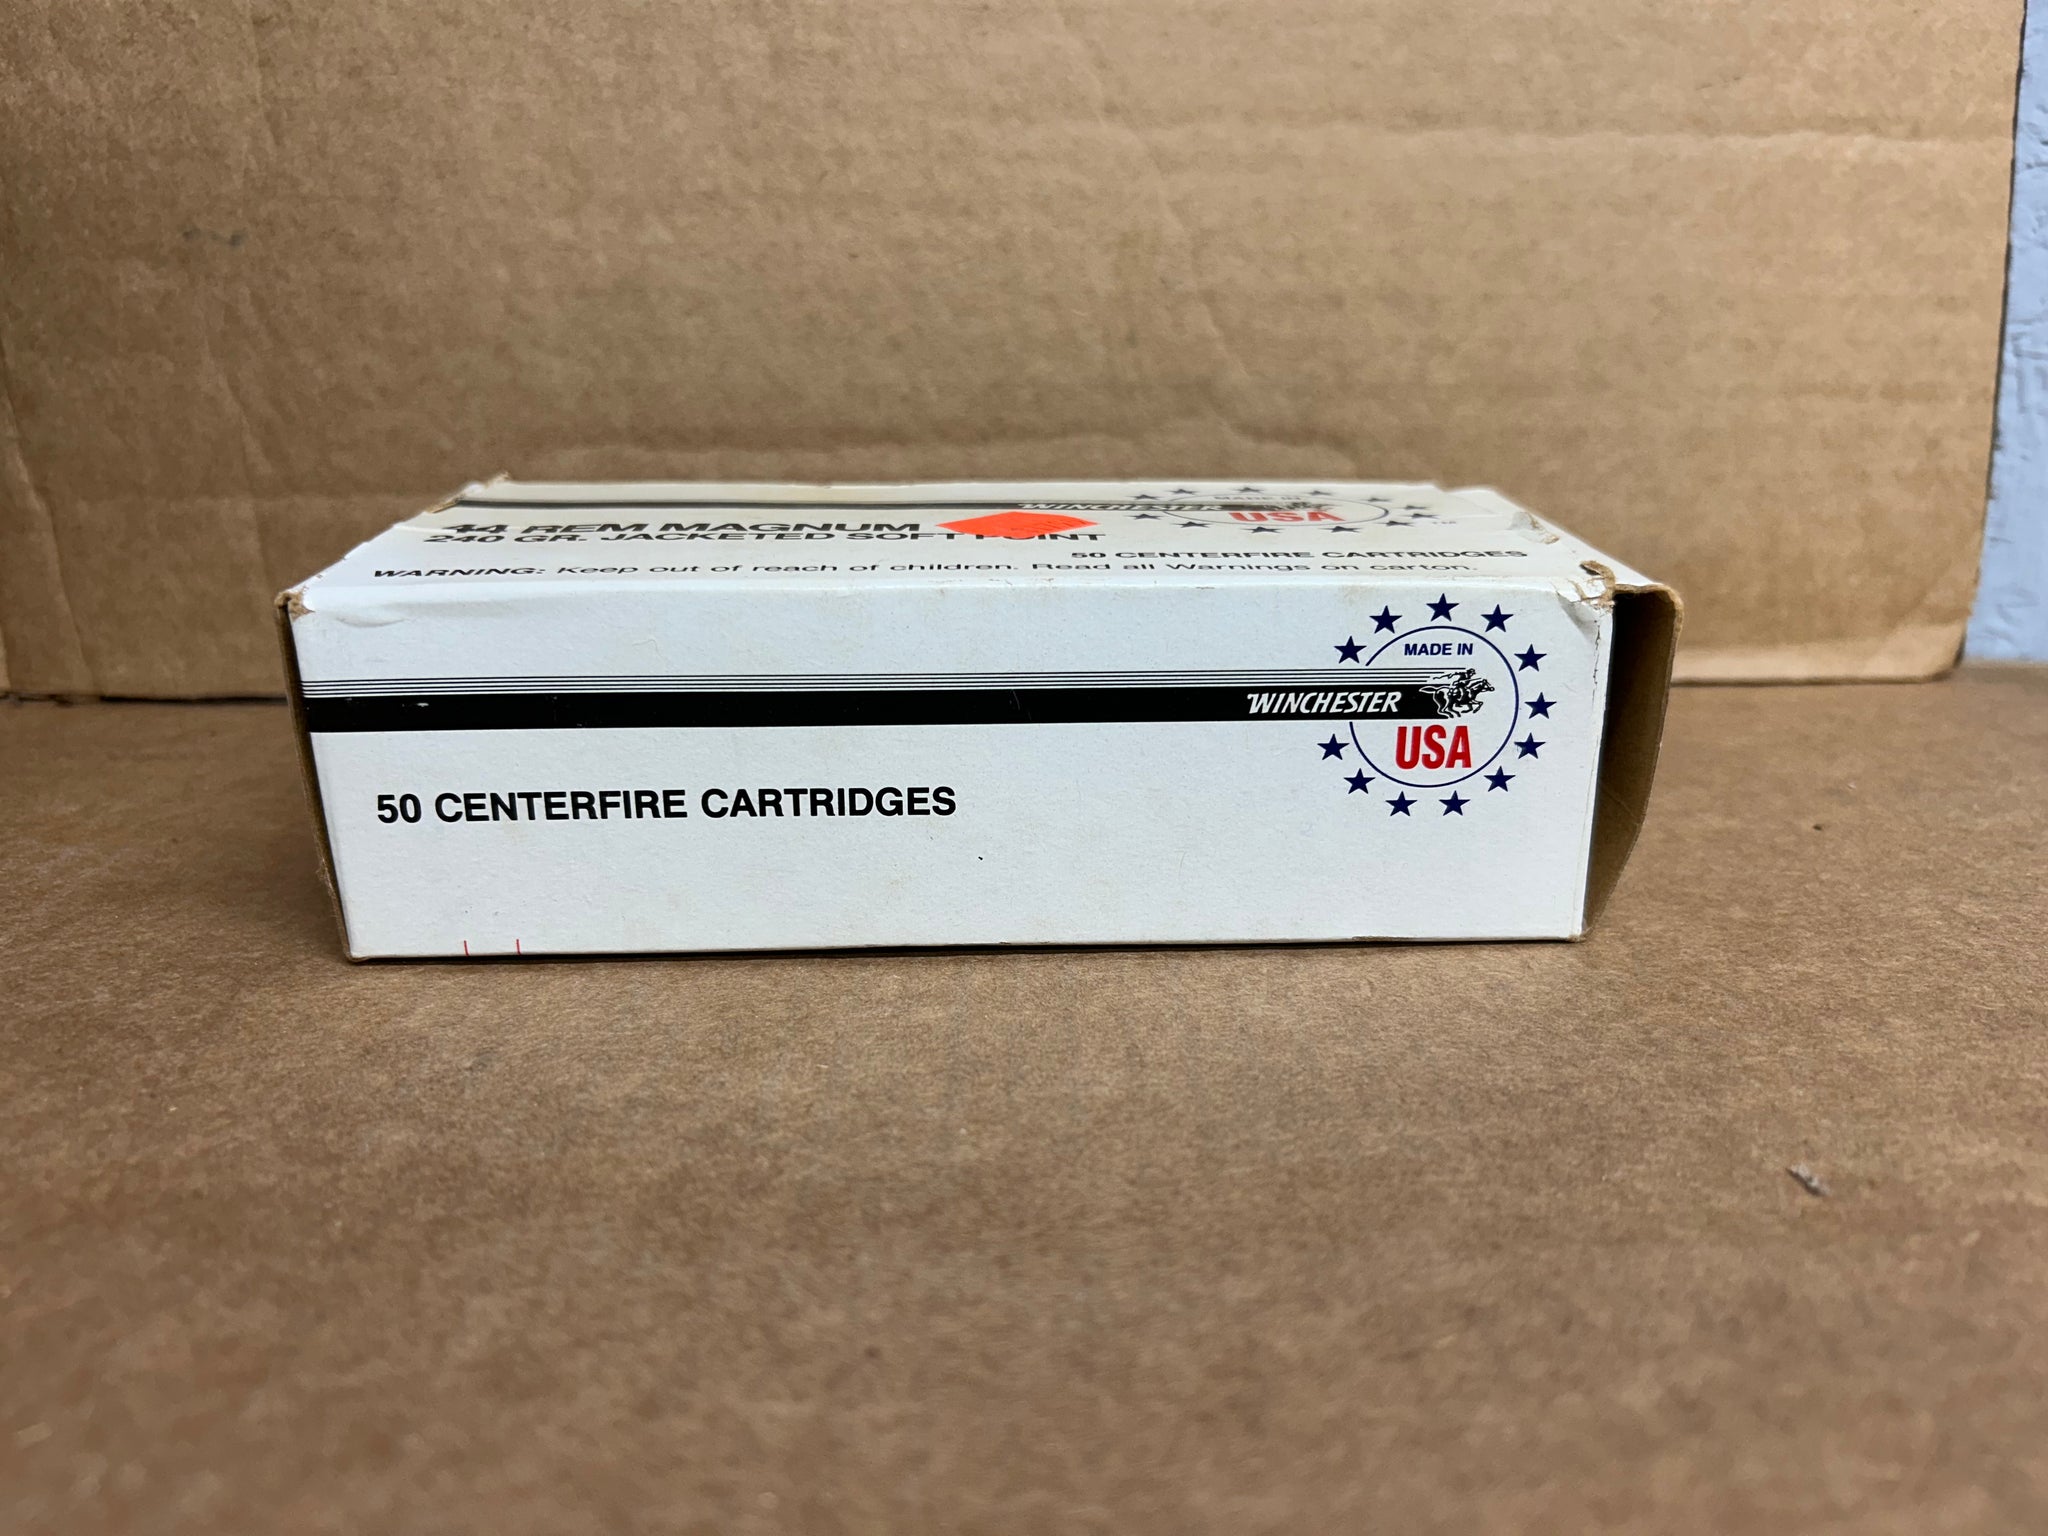 WINCHESTER
MADE IN
USA
™
44 REM MAGNUM
240 GR. JACKETED SOFT POINT
50 CENTERFIRE CARTRIDGES
WARNING: Keep out of reach of children. Read all Warnings on carton.
MADE IN
WINCHESTER
USA
50 CENTERFIRE CARTRIDGES